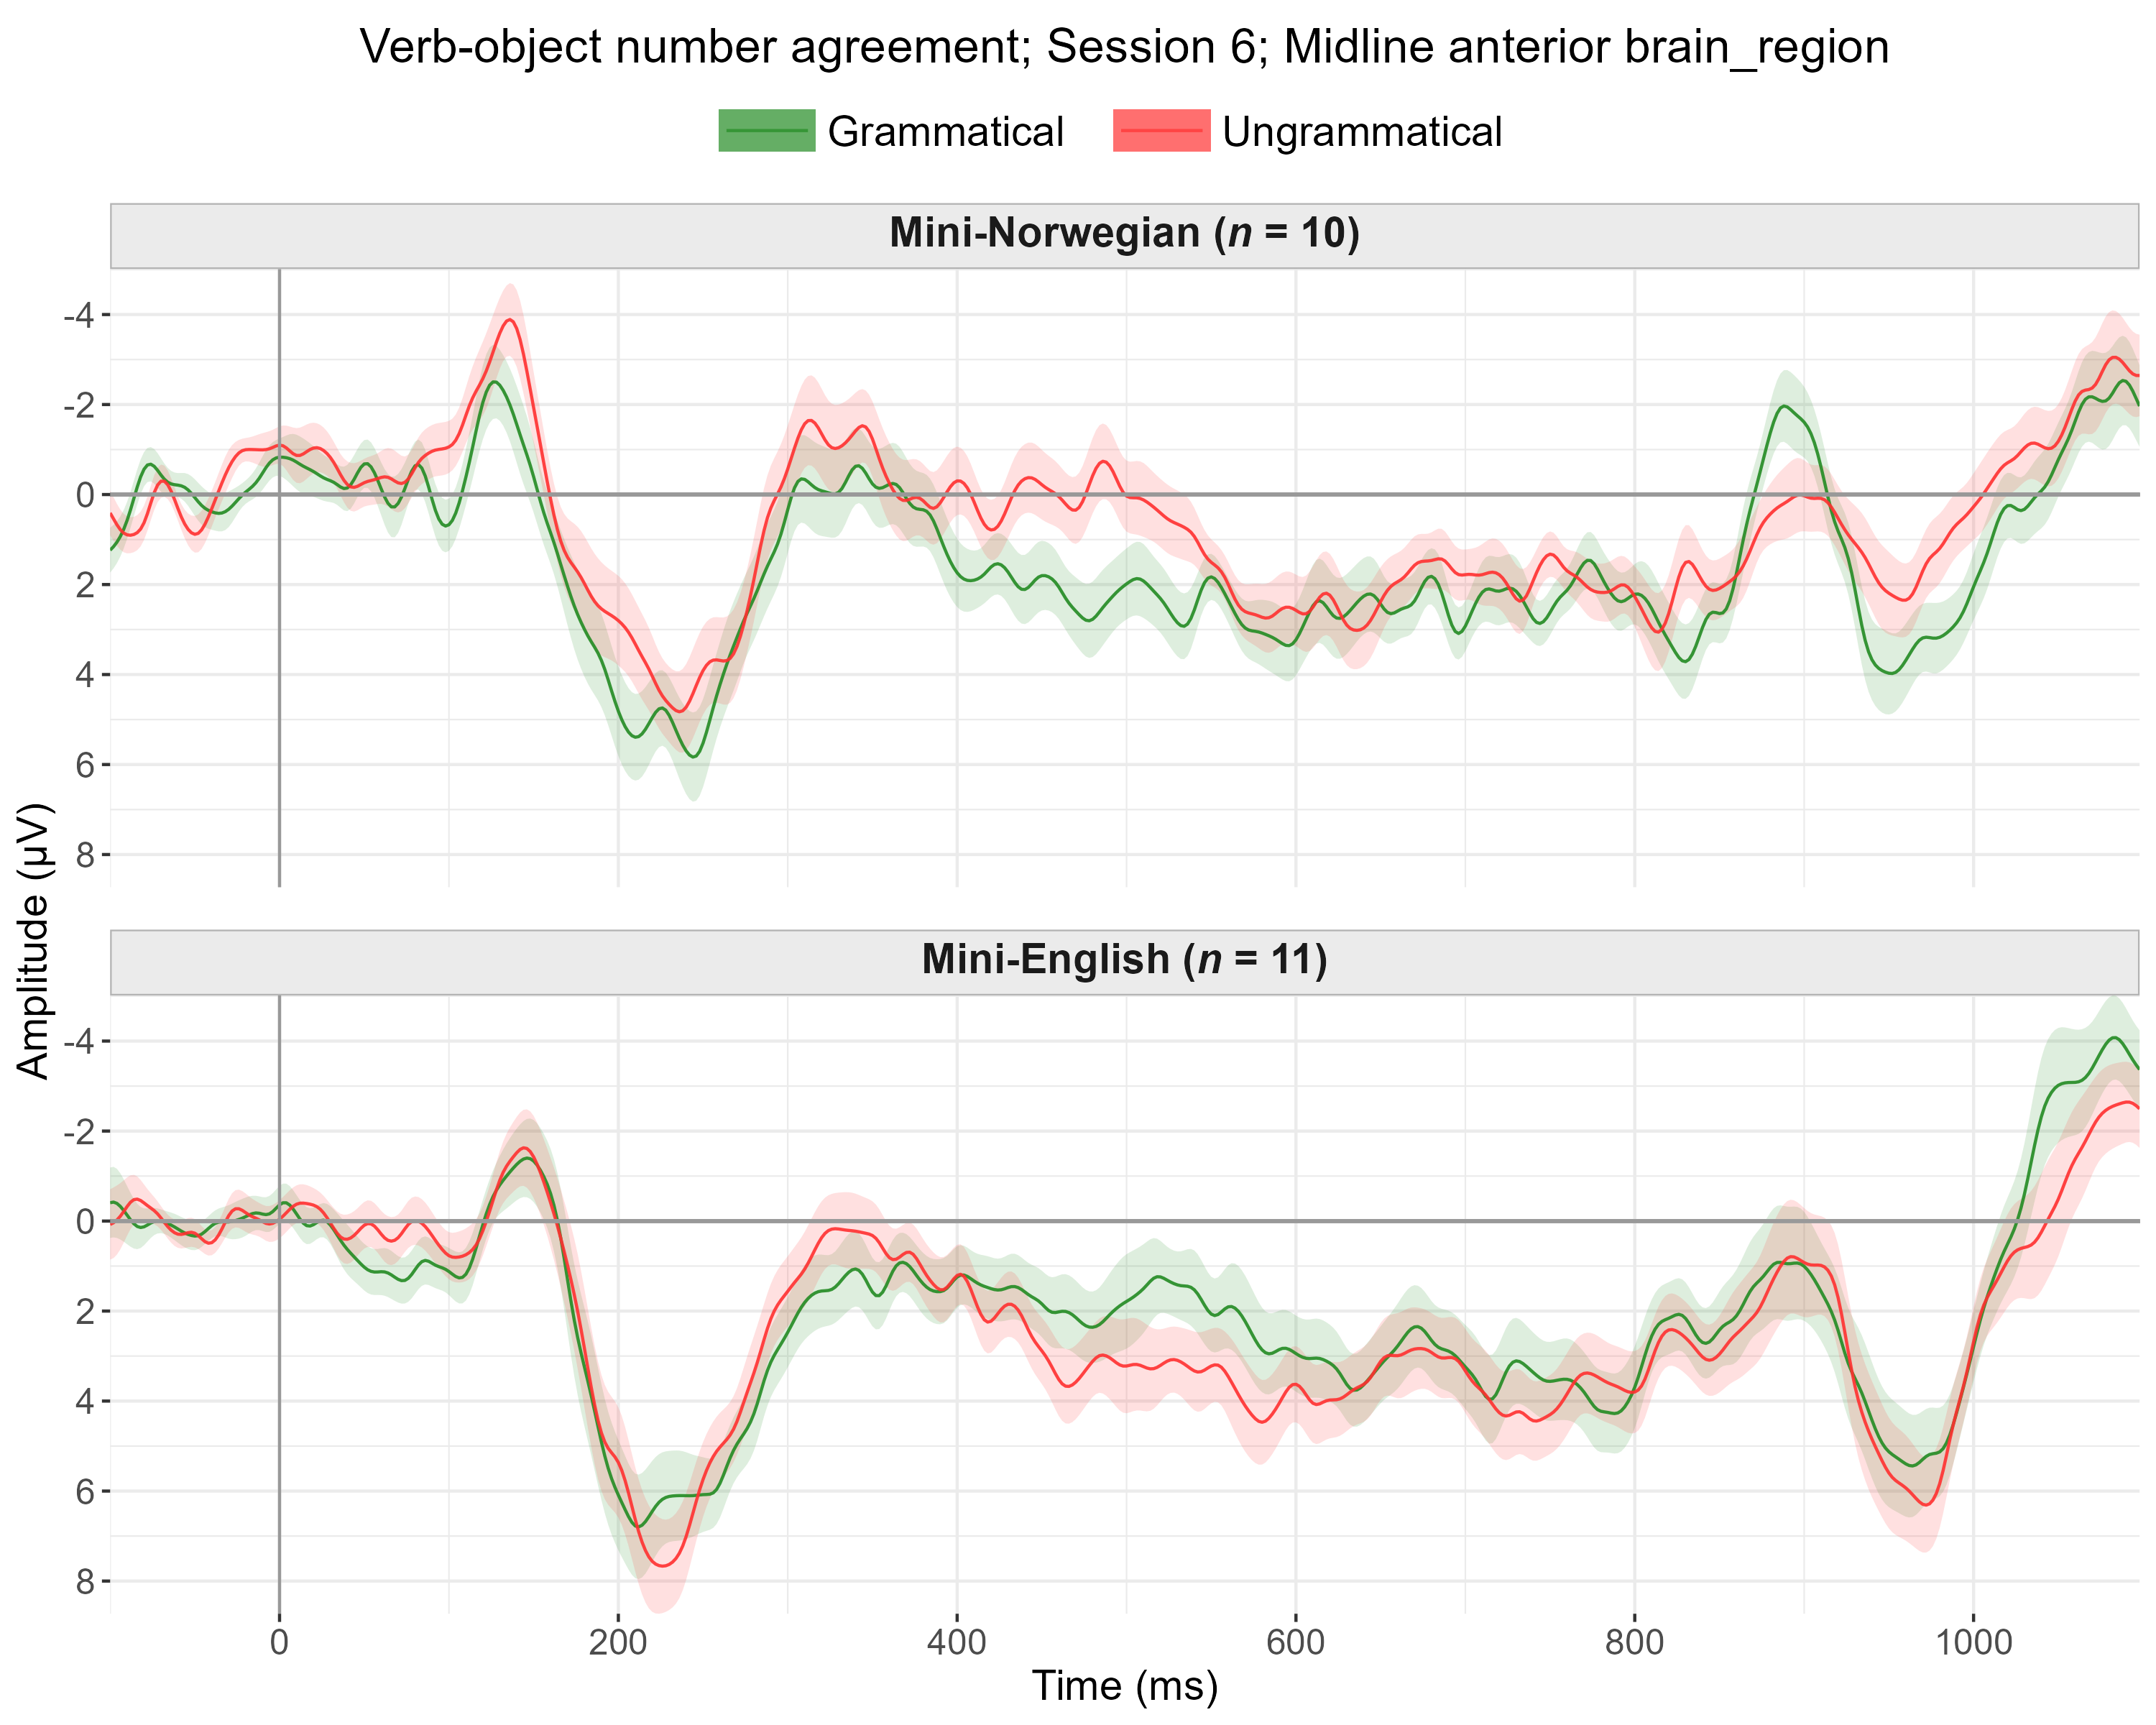 Verb-object number agreement; Session 6; Midline anterior brain_region
Grammatical Ungrammatical
Mini-Norwegian (n = 10)
-4
-2
0
2
4
6
8
Amplitude (µV)
Mini-English (n = 11)
-4
-2
0
2
4
6
8
0 200 400 600 800 1000
Time (ms)